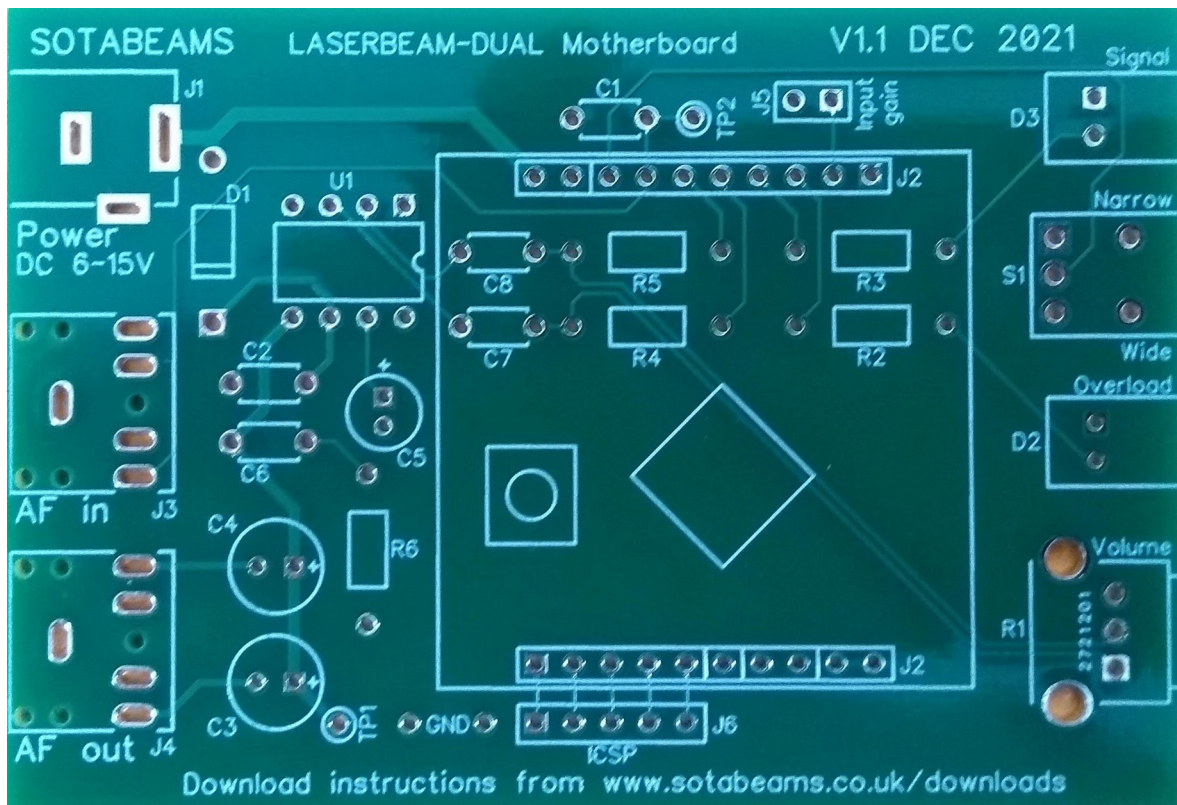 SOTABEAMS LASERBEAM-DUAL Motherboard V1.1 DEC 2021
Signal
J1
C1
TP2
J5
Input
gain
D3
D1
U1
J2
Narrow
Power
DC 6-15V
C8
R5
R3
S1
C7
R4
R2
Wide
C2
+
Overload
C5
C6
D2
AF in
J3
C4
+
R6
Volume
R1
2721201
C3
+
J2
AF out
J4
TP1
GND
J6
ICSP
Download instructions from www.sotabeams.co.uk/downloads